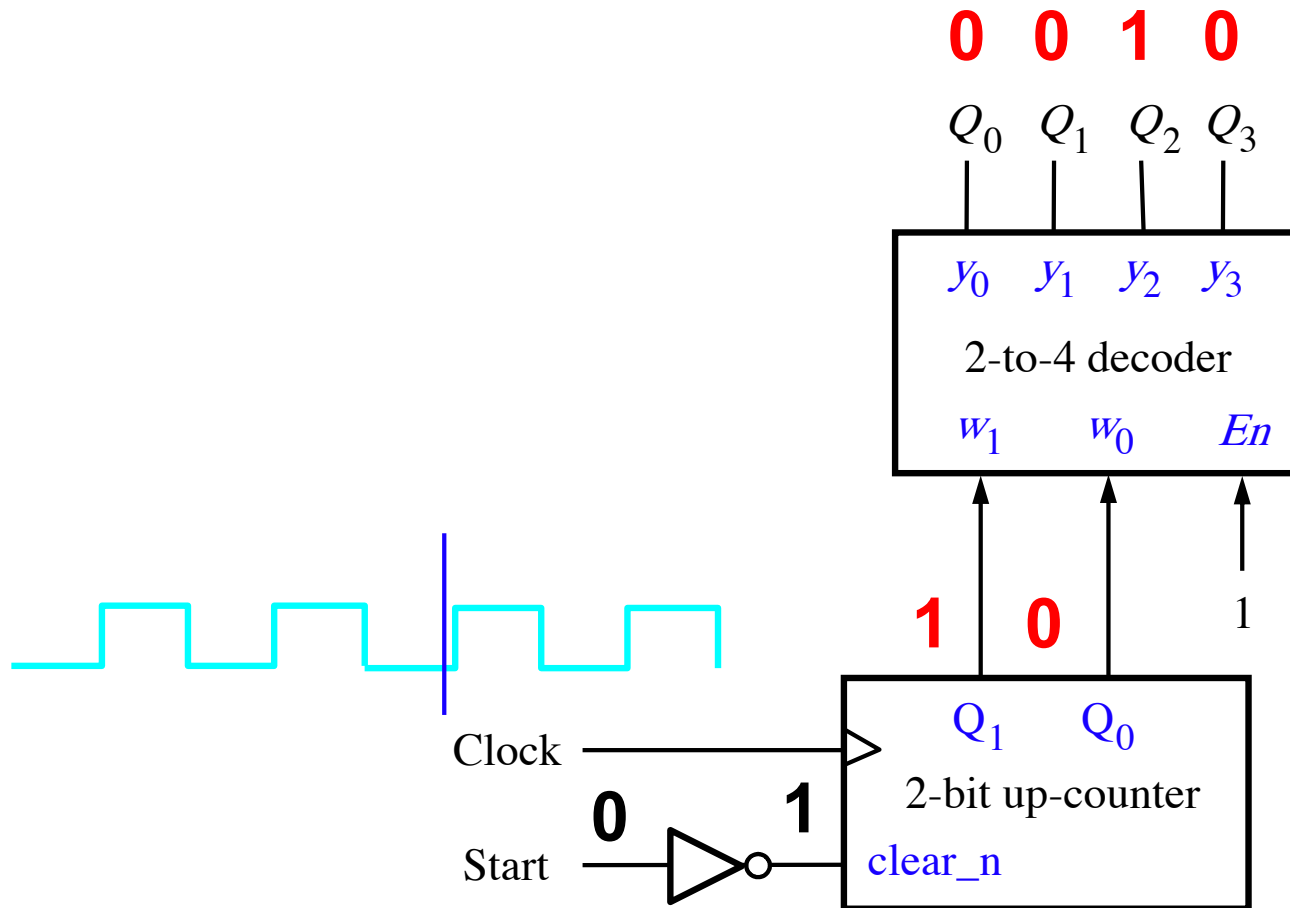 0 0 1 0
Q0 Q1 Q2 Q3
y0 y1 y2 y3
2-to-4 decoder
w1 w0 En
1 0 1
Q1 Q0
Clock
2-bit up-counter
0 1
Start
clear_n